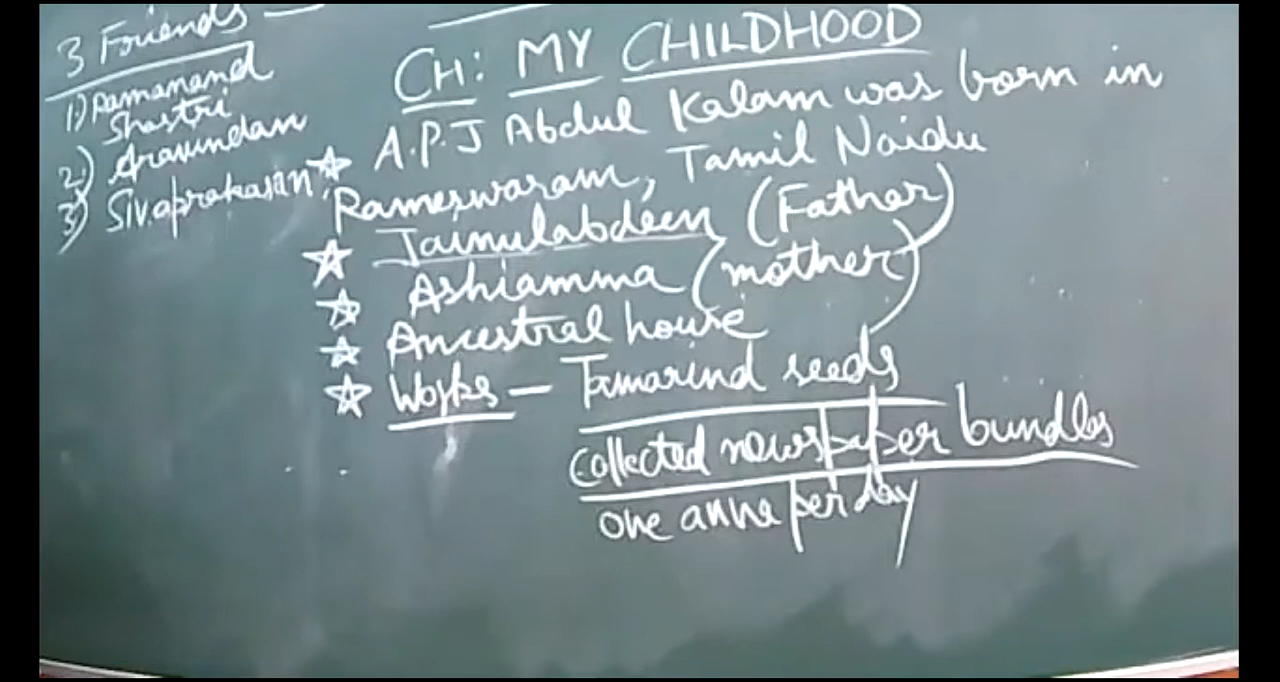 3 Friends —
1) Ramanand
Shastri
2) Aravindan
3) Sivaprakasan
CH: MY CHILDHOOD
A.P.J Abdul Kalam was born in
Rameswaram, Tamil Naidu
Jainulabdeen (Father)
Ashiamma (mother)
Ancestral house
Works – Tamarind seeds
collected newspaper bundles
one anna per day